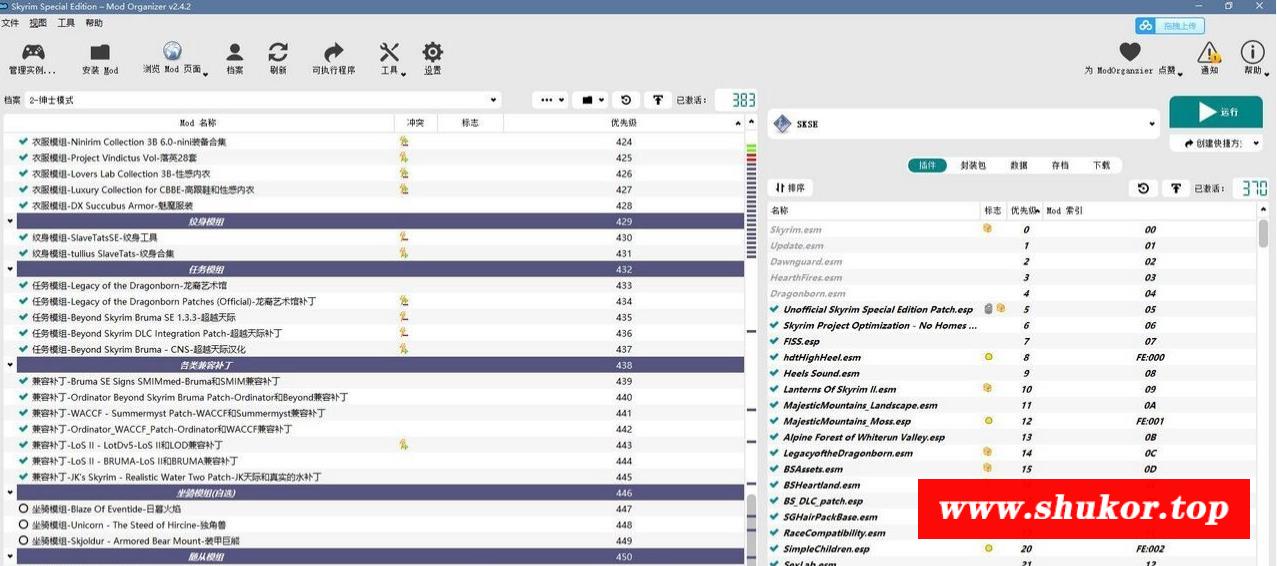 Skyrim Special Edition - Mod Organizer v2.4.2
文件 视图 工具 帮助
拖拽上传
管理实例... 安装 Mod 浏览 Mod 页面 档案 刷新 可执行程序 工具 设置
为 ModOrganzier 点赞 通知 帮助
档案 2-绅士模式 已激活: 383
Mod 名称 冲突 标志 优先级
衣服模组-Ninirim Collection 3B 6.0-nini装备合集 424
衣服模组-Project Vindictus Vol-落英28套 425
衣服模组-Lovers Lab Collection 3B-性感内衣 426
衣服模组-Luxury Collection for CBBE-高跟鞋和性感内衣 427
衣服模组-DX Succubus Armor-魅魔服装 428
纹身模组 429
纹身模组-SlaveTatsSE-纹身工具 430
纹身模组-tullius SlaveTats-纹身合集 431
任务模组 432
任务模组-Legacy of the Dragonborn-龙裔艺术馆 433
任务模组-Legacy of the Dragonborn Patches (Official)-龙裔艺术馆补丁 434
任务模组-Beyond Skyrim Bruma SE 1.3.3-超越天际 435
任务模组-Beyond Skyrim DLC Integration Patch-超越天际补丁 436
任务模组-Beyond Skyrim Bruma - CNS-超越天际汉化 437
各类兼容补丁 438
兼容补丁-Bruma SE Signs SMIMmed-Bruma和SMIM兼容补丁 439
兼容补丁-Ordinator Beyond Skyrim Bruma Patch-Ordinator和Beyond兼容补丁 440
兼容补丁-WACCF - Summermyst Patch-WACCF和Summermyst兼容补丁 441
兼容补丁-Ordinator_WACCF_Patch-Ordinator和WACCF兼容补丁 442
兼容补丁-LoS II - LotDv5-LoS II和LOD兼容补丁 443
兼容补丁-LoS II - BRUMA-LoS II和BRUMA兼容补丁 444
兼容补丁-JK's Skyrim - Realistic Water Two Patch-JK天际和真实的水补丁 445
坐骑模组(自选) 446
坐骑模组-Blaze Of Eventide-日暮火焰 447
坐骑模组-Unicorn - The Steed of Hircine-独角兽 448
坐骑模组-Skjoldur - Armored Bear Mount-装甲巨熊 449
随从模组 450
SKSE
运行
创建快捷方:
插件 封装包 数据 存档 下载
排序 已激活: 370
名称 标志 优先级 Mod 索引
Skyrim.esm 0 00
Update.esm 1 01
Dawnguard.esm 2 02
HearthFires.esm 3 03
Dragonborn.esm 4 04
Unofficial Skyrim Special Edition Patch.esp 5 05
Skyrim Project Optimization - No Homes ... 6 06
FISS.esp 7 07
hdtHighHeel.esm 8 FE:000
Heels Sound.esm 9 08
Lanterns Of Skyrim II.esm 10 09
MajesticMountains_Landscape.esm 11 0A
MajesticMountains_Moss.esp 12 FE:001
Alpine Forest of Whiterun Valley.esp 13 0B
LegacyoftheDragonborn.esm 14 0C
BSAssets.esm 15 0D
BSHeartland.esm
BS_DLC_patch.esp
SGHairPackBase.esm
RaceCompatibility.esm
SimpleChildren.esp 20 FE:002
SexLab.esm 21 12
www.shukor.top